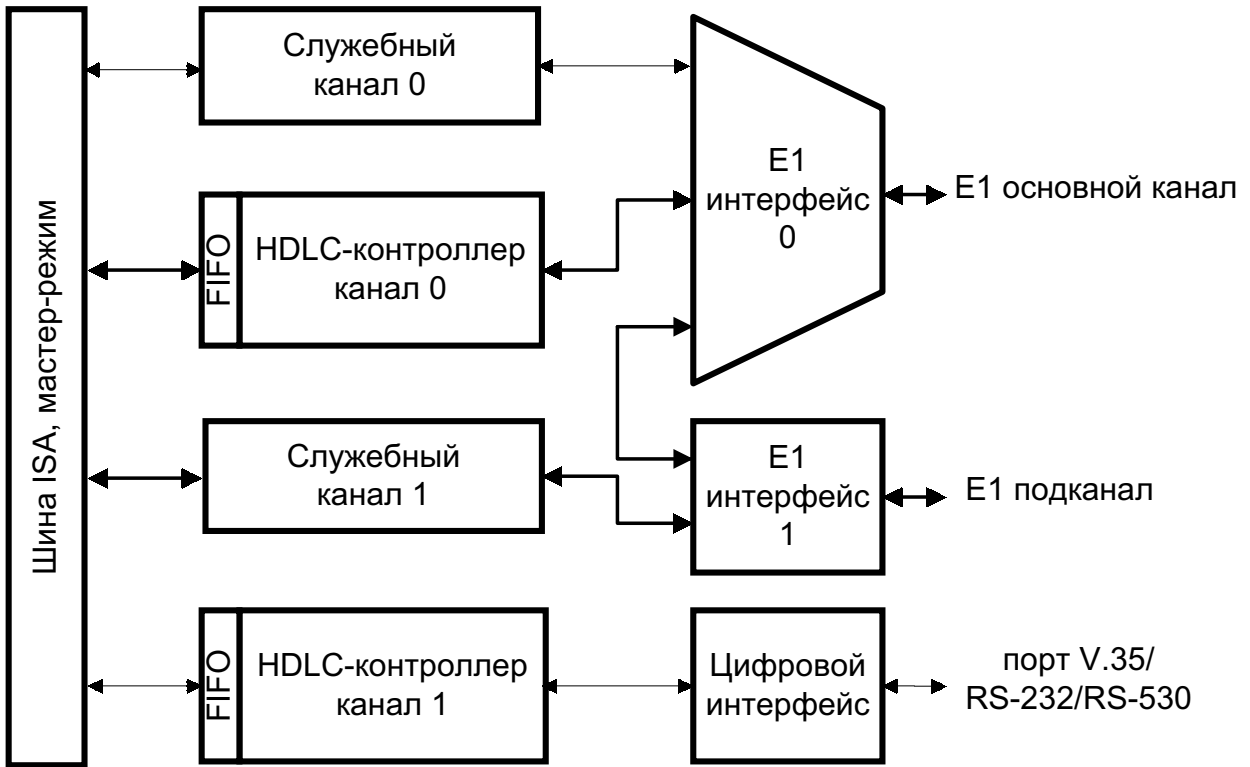 Шина ISA, мастер-режим
Служебный
канал 0
FIFO
HDLC-контроллер
канал 0
Служебный
канал 1
FIFO
HDLC-контроллер
канал 1
E1
интерфейс
0
E1
интерфейс
1
Цифровой
интерфейс
E1 основной канал
E1 подканал
порт V.35/
RS-232/RS-530